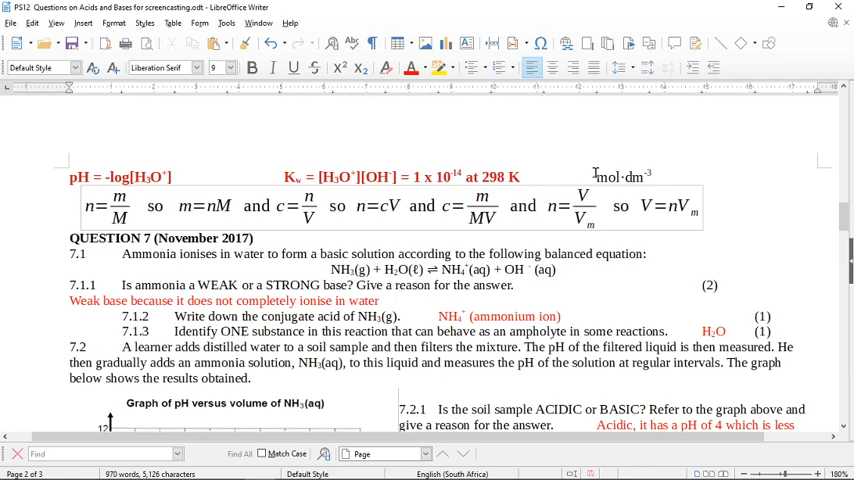 PS12 Questions on Acids and Bases for screencasting.odt - LibreOffice Writer
File Edit View Insert Format Styles Table Form Tools Window Help
Default Style Liberation Serif 9
pH = -log[H₃O⁺] Kw = [H₃O⁺][OH⁻] = 1 x 10⁻¹⁴ at 298 K mol·dm⁻³
n = m/M so m = nM and c = n/V so n = cV and c = m/MV and n = V/Vₘ so V = nVₘ
QUESTION 7 (November 2017)
7.1 Ammonia ionises in water to form a basic solution according to the following balanced equation:
NH₃(g) + H₂O(ℓ) ⇌ NH₄⁺(aq) + OH⁻ (aq)
7.1.1 Is ammonia a WEAK or a STRONG base? Give a reason for the answer. (2)
Weak base because it does not completely ionise in water
7.1.2 Write down the conjugate acid of NH₃(g). NH₄⁺ (ammonium ion) (1)
7.1.3 Identify ONE substance in this reaction that can behave as an ampholyte in some reactions. H₂O (1)
7.2 A learner adds distilled water to a soil sample and then filters the mixture. The pH of the filtered liquid is then measured. He
then gradually adds an ammonia solution, NH₃(aq), to this liquid and measures the pH of the solution at regular intervals. The graph
below shows the results obtained.
Graph of pH versus volume of NH₃(aq)
12
7.2.1 Is the soil sample ACIDIC or BASIC? Refer to the graph above and
give a reason for the answer. Acidic, it has a pH of 4 which is less
Find Find All Match Case Page
Page 2 of 3 970 words, 5,126 characters Default Style English (South Africa) 180%